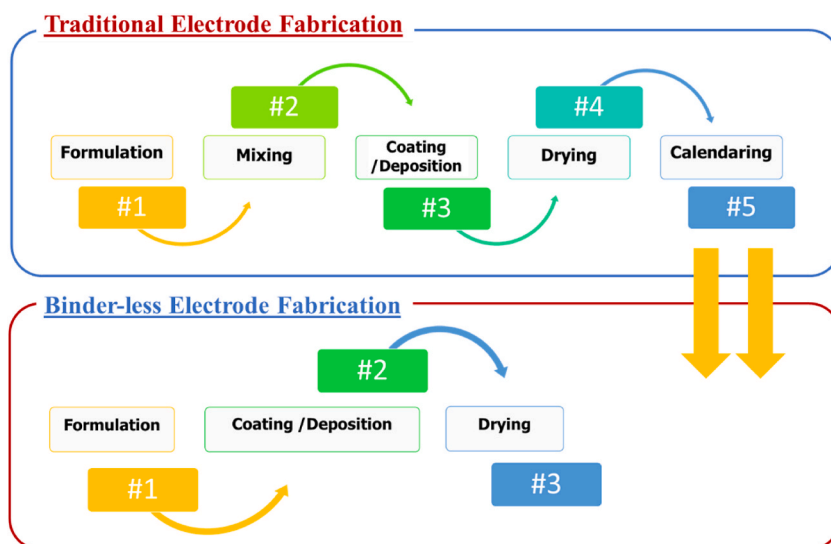 Traditional Electrode Fabrication
#2
#4
Formulation
Mixing
Coating
/Deposition
Drying
Calendaring
#1
#3
#5
Binder-less Electrode Fabrication
#2
Formulation
Coating /Deposition
Drying
#1
#3